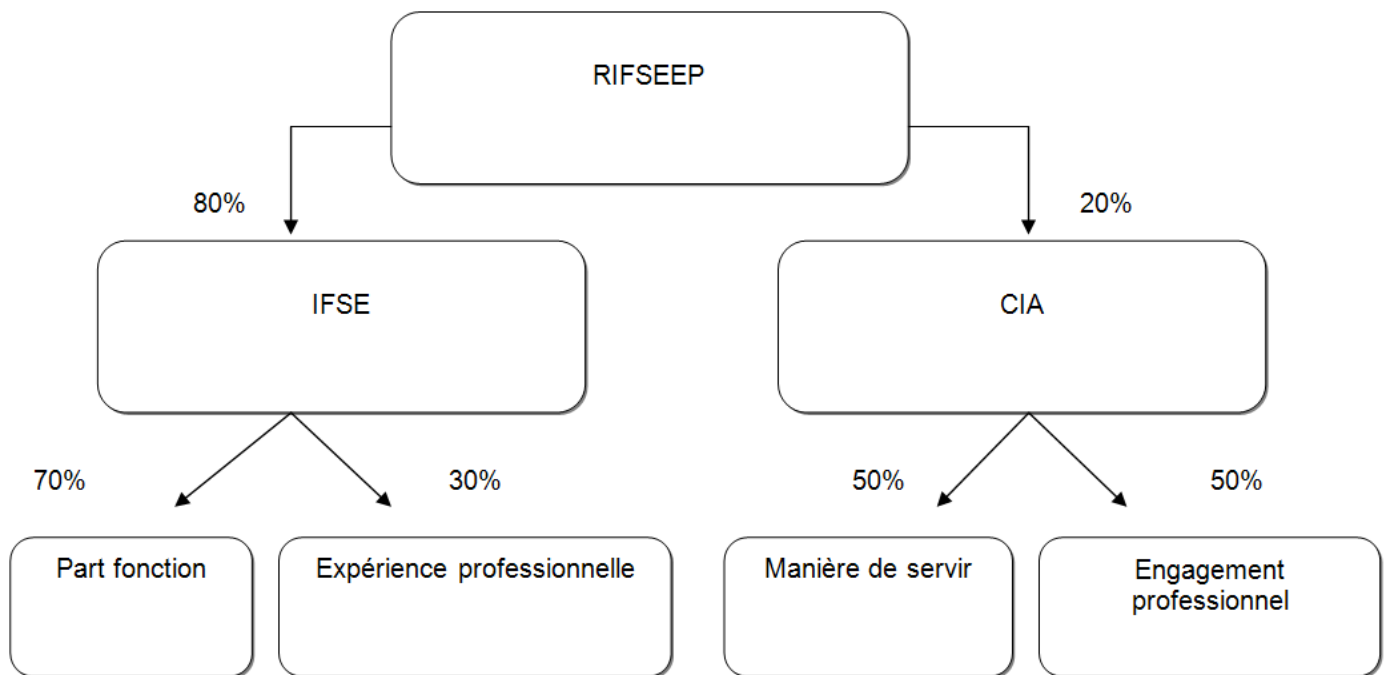 RIFSEEP
80%
20%
IFSE
CIA
70%
30%
50%
50%
Part fonction
Expérience professionnelle
Manière de servir
Engagement
professionnel